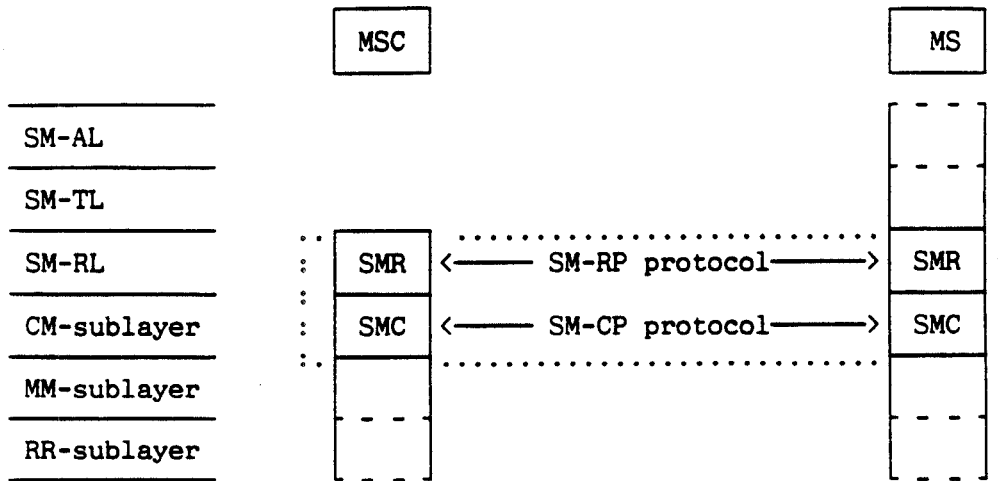 MSC MS
SM-AL
SM-TL
SM-RL SMR <—— SM-RP protocol ——> SMR
CM-sublayer SMC <—— SM-CP protocol ——> SMC
MM-sublayer
RR-sublayer